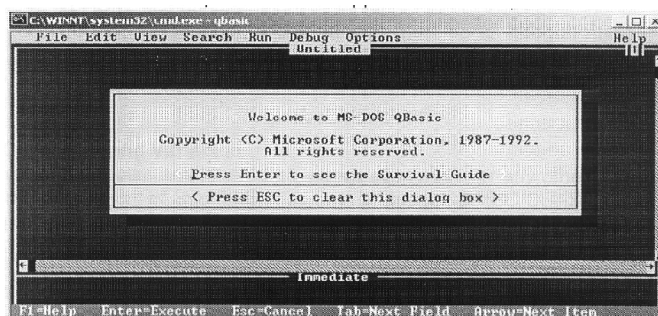 C:\WINNT\system32\cmd.exe - qbasic
File Edit View Search Run Debug Options Help
Untitled
Welcome to MS-DOS QBasic
Copyright (C) Microsoft Corporation, 1987-1992.
All rights reserved.
Press Enter to see the Survival Guide
< Press ESC to clear this dialog box >
Immediate
F1=Help Enter=Execute Esc=Cancel Tab=Next Field Arrow=Next Item